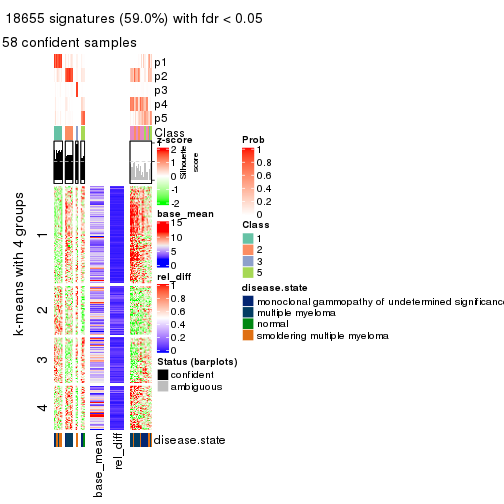 18655 signatures (59.0%) with fdr < 0.05
58 confident samples
p1
p2
p3
p4
p5
Class
z-score
2
1
0
-1
-2
Silhouette
score
base_mean
15
10
5
0
rel_diff
1
0.8
0.6
0.4
0.2
0
Status (barplots)
confident
ambiguous
Prob
1
0.8
0.6
0.4
0.2
0
Class
1
2
3
5
disease.state
monoclonal gammopathy of undetermined significance
multiple myeloma
normal
smoldering multiple myeloma
k-means with 4 groups
1
2
3
4
disease.state
base_mean
rel_diff